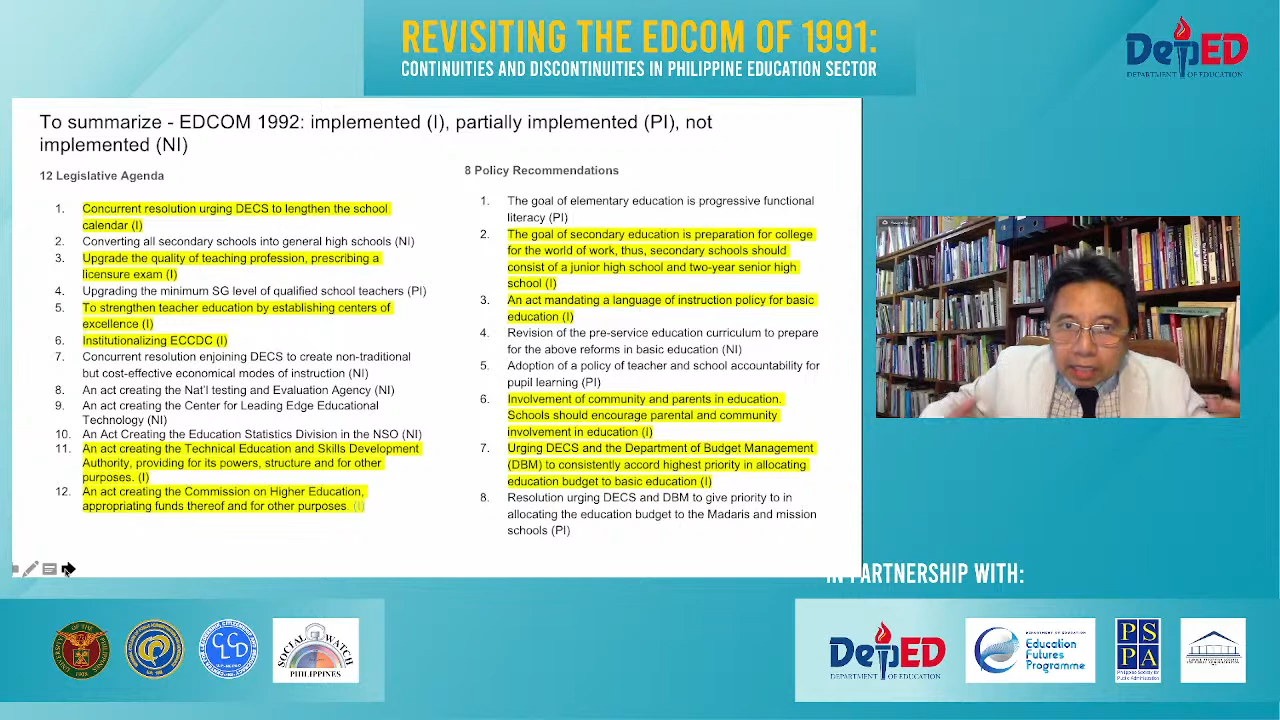 REVISITING THE EDCOM OF 1991:
CONTINUITIES AND DISCONTINUITIES IN PHILIPPINE EDUCATION SECTOR
DepED
DEPARTMENT OF EDUCATION
To summarize - EDCOM 1992: implemented (I), partially implemented (PI), not
implemented (NI)
12 Legislative Agenda
1. Concurrent resolution urging DECS to lengthen the school
calendar (I)
2. Converting all secondary schools into general high schools (NI)
3. Upgrade the quality of teaching profession, prescribing a
licensure exam (I)
4. Upgrading the minimum SG level of qualified school teachers (PI)
5. To strengthen teacher education by establishing centers of
excellence (I)
6. Institutionalizing ECCDC (I)
7. Concurrent resolution enjoining DECS to create non-traditional
but cost-effective economical modes of instruction (NI)
8. An act creating the Nat'l testing and Evaluation Agency (NI)
9. An act creating the Center for Leading Edge Educational
Technology (NI)
10. An Act Creating the Education Statistics Division in the NSO (NI)
11. An act creating the Technical Education and Skills Development
Authority, providing for its powers, structure and for other
purposes. (I)
12. An act creating the Commission on Higher Education,
appropriating funds thereof and for other purposes. (I)
8 Policy Recommendations
1. The goal of elementary education is progressive functional
literacy (PI)
2. The goal of secondary education is preparation for college
for the world of work, thus, secondary schools should
consist of a junior high school and two-year senior high
school (I)
3. An act mandating a language of instruction policy for basic
education (I)
4. Revision of the pre-service education curriculum to prepare
for the above reforms in basic education (NI)
5. Adoption of a policy of teacher and school accountability for
pupil learning (PI)
6. Involvement of community and parents in education.
Schools should encourage parental and community
involvement in education (I)
7. Urging DECS and the Department of Budget Management
(DBM) to consistently accord highest priority in allocating
education budget to basic education (I)
8. Resolution urging DECS and DBM to give priority to in
allocating the education budget to the Madaris and mission
schools (PI)
IN PARTNERSHIP WITH:
SOCIAL WATCH
PHILIPPINES
DepED
DEPARTMENT OF EDUCATION
DEPARTMENT OF EDUCATION
Education
Futures
Programme
PS
PA
Philippine Society for
Public Administration